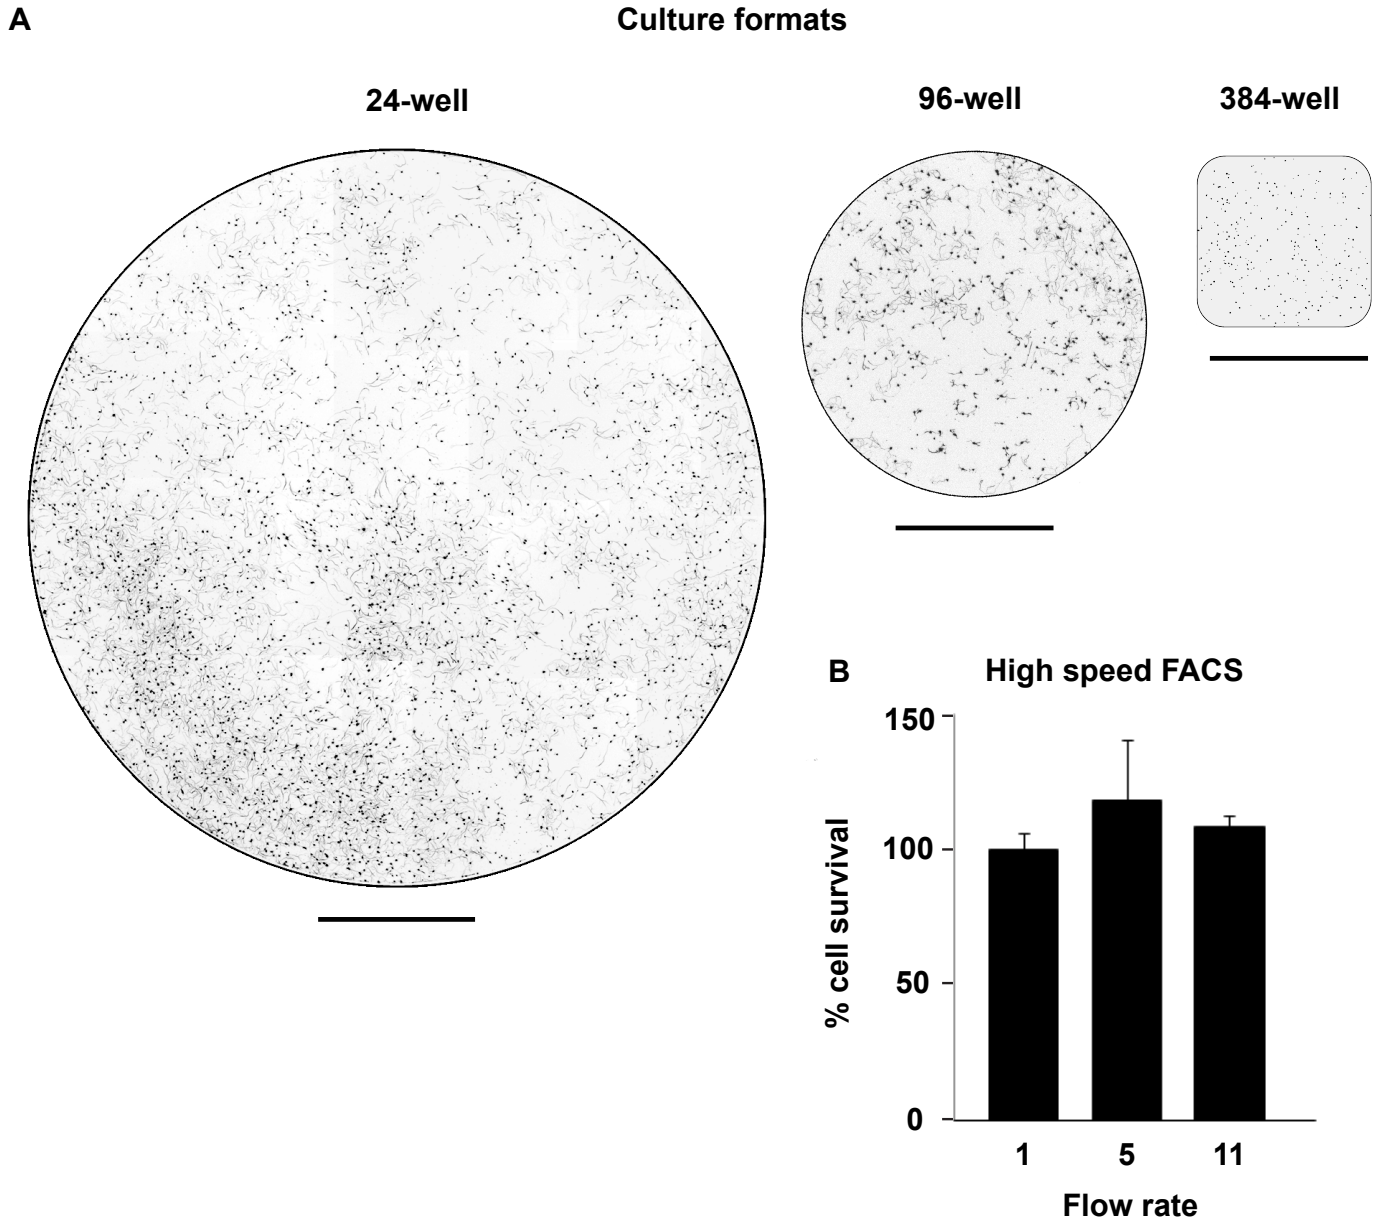 A
Culture formats
24-well
96-well
384-well
B
High speed FACS
150
100
50
0
% cell survival
1
5
11
Flow rate